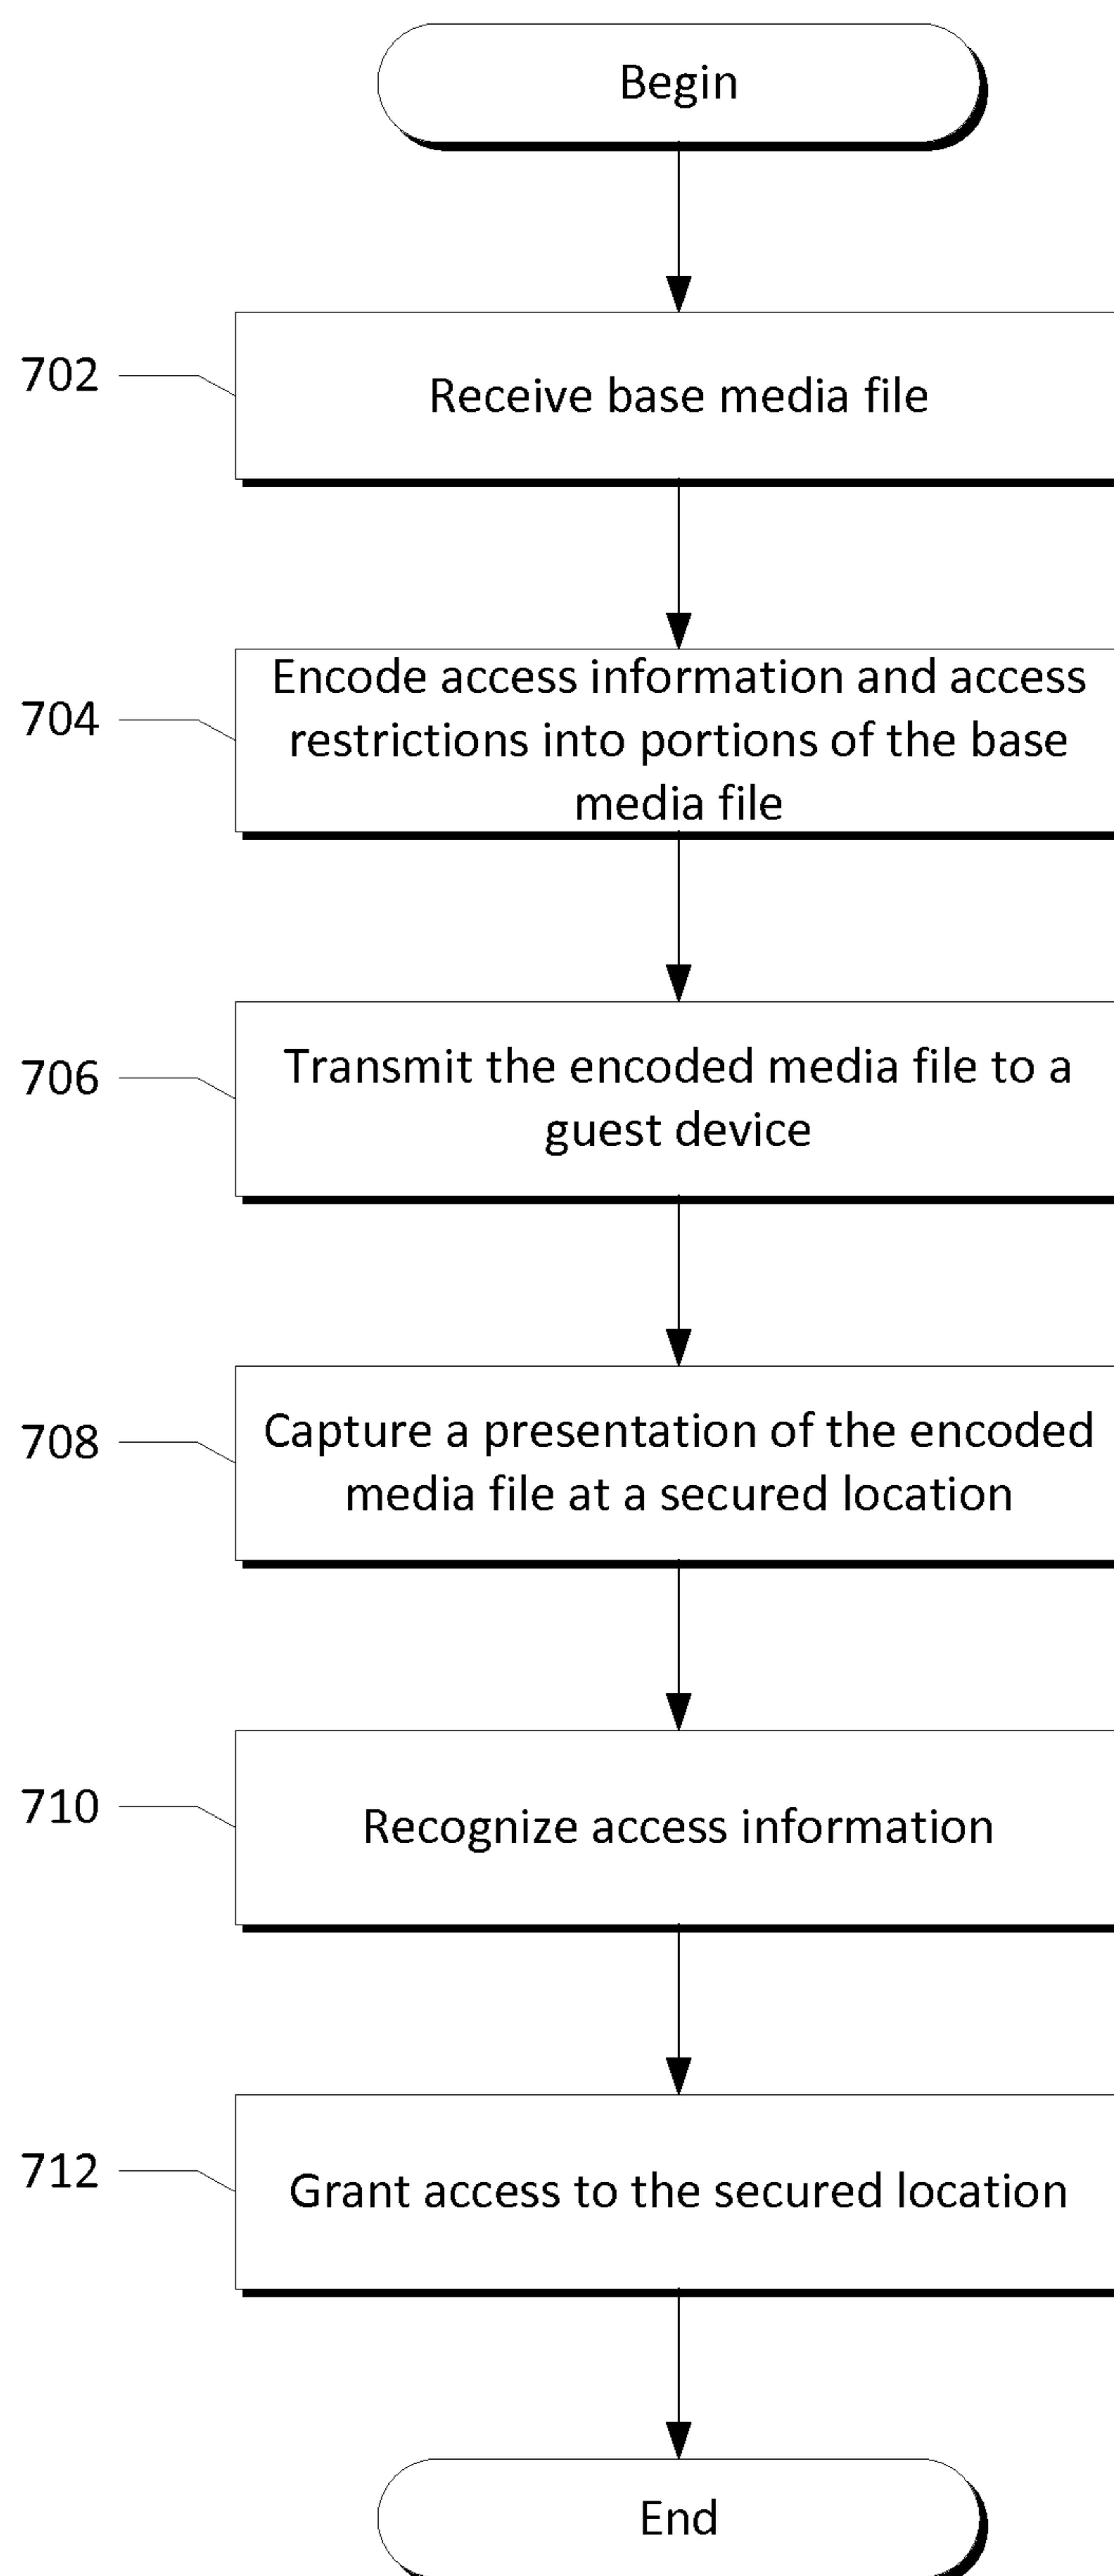 Begin
702
Receive base media file
704
Encode access information and access
restrictions into portions of the base
media file
706
Transmit the encoded media file to a
guest device
708
Capture a presentation of the encoded
media file at a secured location
710
Recognize access information
712
Grant access to the secured location
End